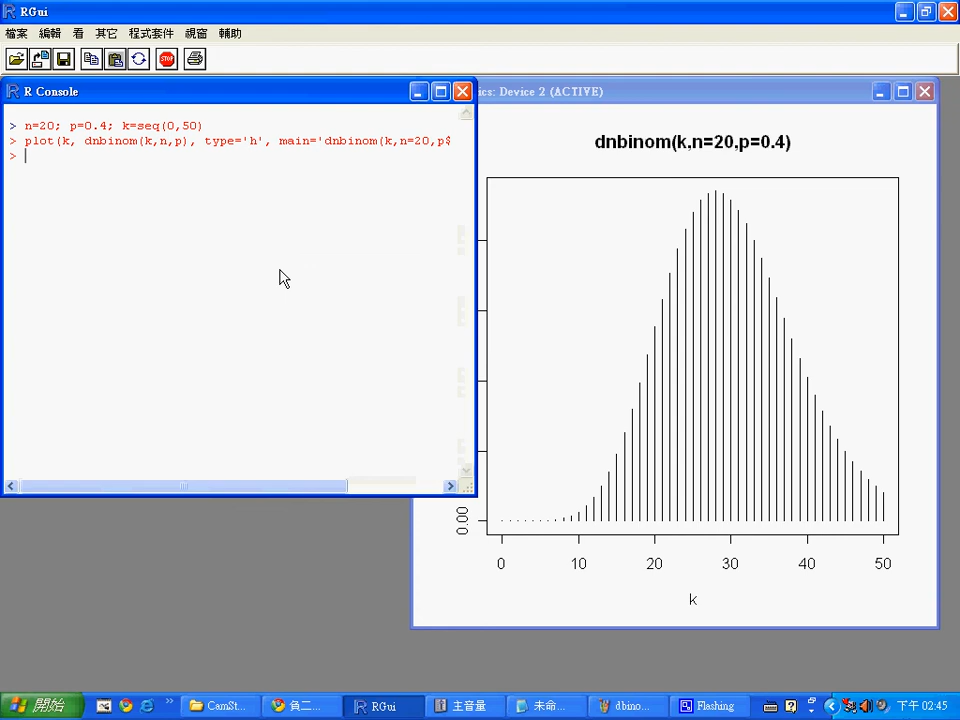 RGui
檔案 編輯 看 其它 程式套件 視窗 輔助
STOP
R Console
> n=20; p=0.4; k=seq(0,50)
> plot(k, dnbinom(k,n,p), type='h', main='dnbinom(k,n=20,p$
>
ics: Device 2 (ACTIVE)
dnbinom(k,n=20,p=0.4)
0.00
0 10 20 30 40 50
k
開始 CamSt... 負二... RGui 主音量 未命... dbino... Flashing 下午 02:45